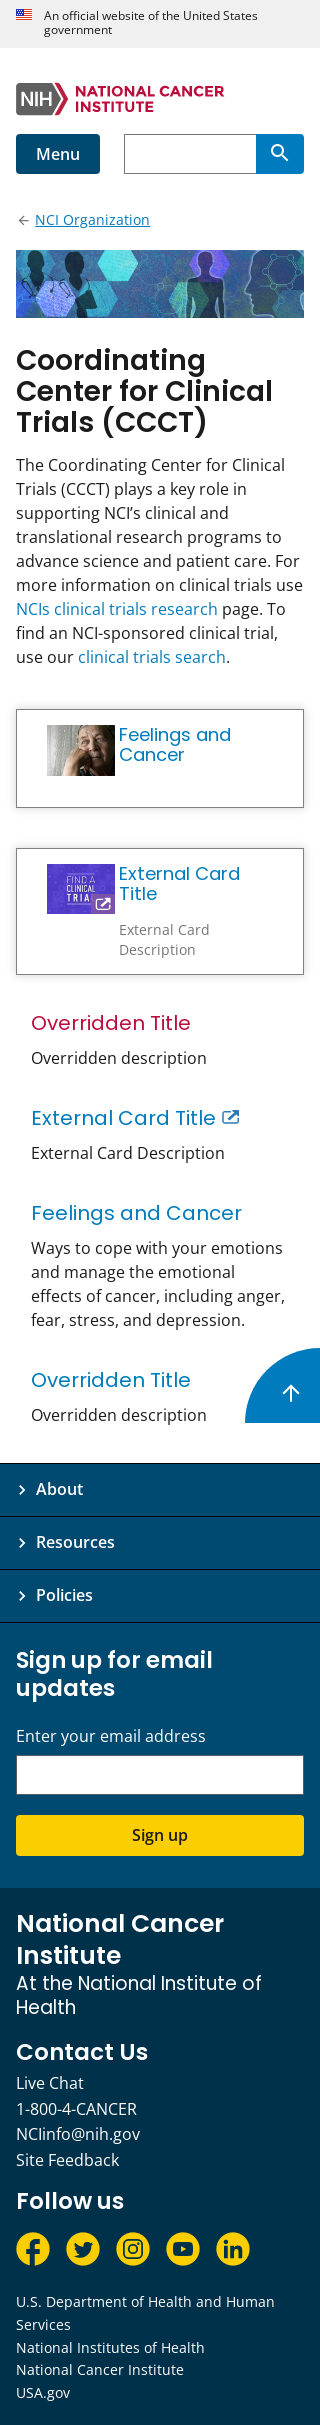 An official website of the United States
government
NIH NATIONAL CANCER
INSTITUTE
Menu
NCI Organization
Coordinating
Center for Clinical
Trials (CCCT)
The Coordinating Center for Clinical
Trials (CCCT) plays a key role in
supporting NCI’s clinical and
translational research programs to
advance science and patient care. For
more information on clinical trials use
NCIs clinical trials research page. To
find an NCI-sponsored clinical trial,
use our clinical trials search.
Feelings and
Cancer
FIND A
CLINICAL
TRIA
External Card
Title
External Card
Description
Overridden Title
Overridden description
External Card Title
External Card Description
Feelings and Cancer
Ways to cope with your emotions
and manage the emotional
effects of cancer, including anger,
fear, stress, and depression.
Overridden Title
Overridden description
About
Resources
Policies
Sign up for email
updates
Enter your email address
Sign up
National Cancer
Institute
At the National Institute of
Health
Contact Us
Live Chat
1-800-4-CANCER
NCIinfo@nih.gov
Site Feedback
Follow us
U.S. Department of Health and Human
Services
National Institutes of Health
National Cancer Institute
USA.gov